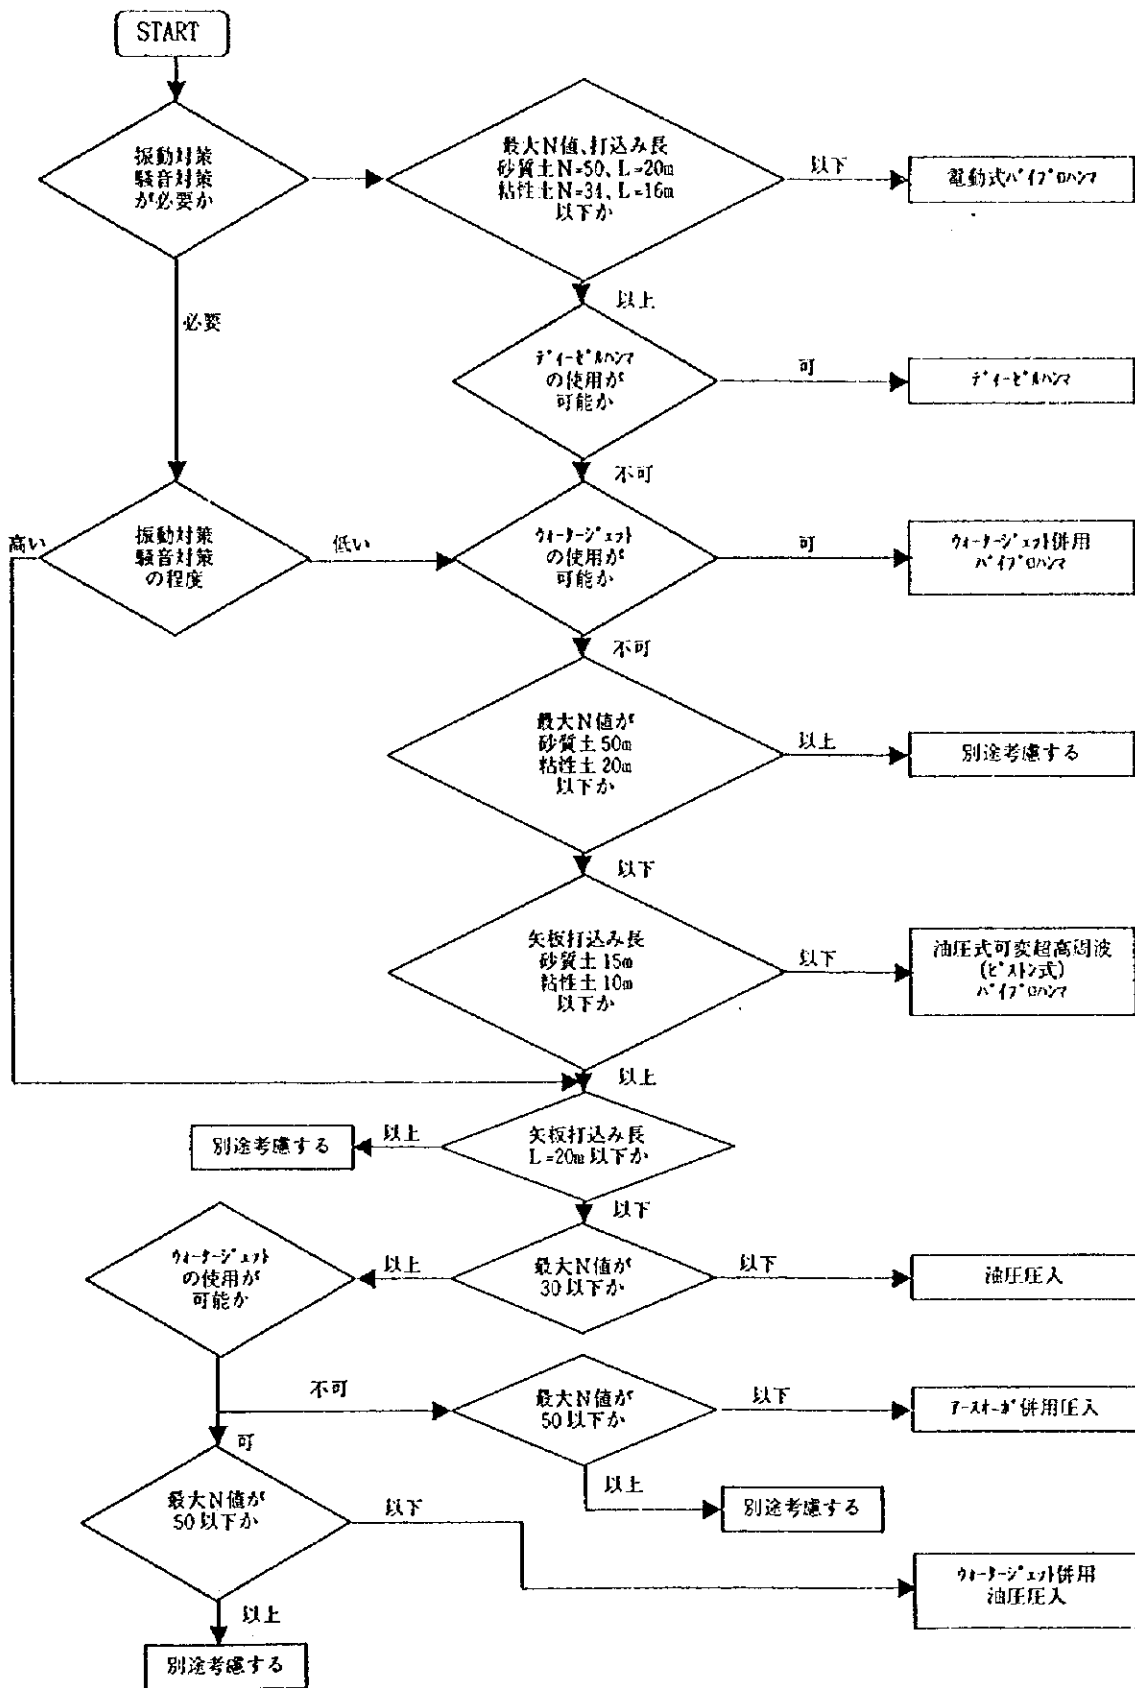 START
振動対策
騒音対策
が必要か
最大N値、打込み長
砂質土N=50、L=20m
粘性土N=34、L=16m
以下か
以下
電動式ﾊﾞｲﾌﾞﾛﾊﾝﾏ
以上
必要
ﾃﾞｨｰｾﾞﾙﾊﾝﾏ
の使用が
可能か
可
ﾃﾞｨｰｾﾞﾙﾊﾝﾏ
不可
高い
振動対策
騒音対策
の程度
低い
ｳｫｰﾀｰｼﾞｪｯﾄ
の使用が
可能か
可
ｳｫｰﾀｰｼﾞｪｯﾄ併用
ﾊﾞｲﾌﾞﾛﾊﾝﾏ
不可
最大N値が
砂質土50m
粘性土20m
以下か
以上
別途考慮する
以下
矢板打込み長
砂質土15m
粘性土10m
以下か
以下
油圧式可変超高周波
(ﾋﾟｽﾄﾝ式)
ﾊﾞｲﾌﾞﾛﾊﾝﾏ
以上
別途考慮する
以上
矢板打込み長
L=20m以下か
以下
ｳｫｰﾀｰｼﾞｪｯﾄ
の使用が
可能か
以上
最大N値が
30以下か
以下
油圧圧入
不可
最大N値が
50以下か
以下
ｱｰｽｵｰｶﾞ併用圧入
可
以上
別途考慮する
最大N値が
50以下か
以下
ｳｫｰﾀｰｼﾞｪｯﾄ併用
油圧圧入
以上
別途考慮する